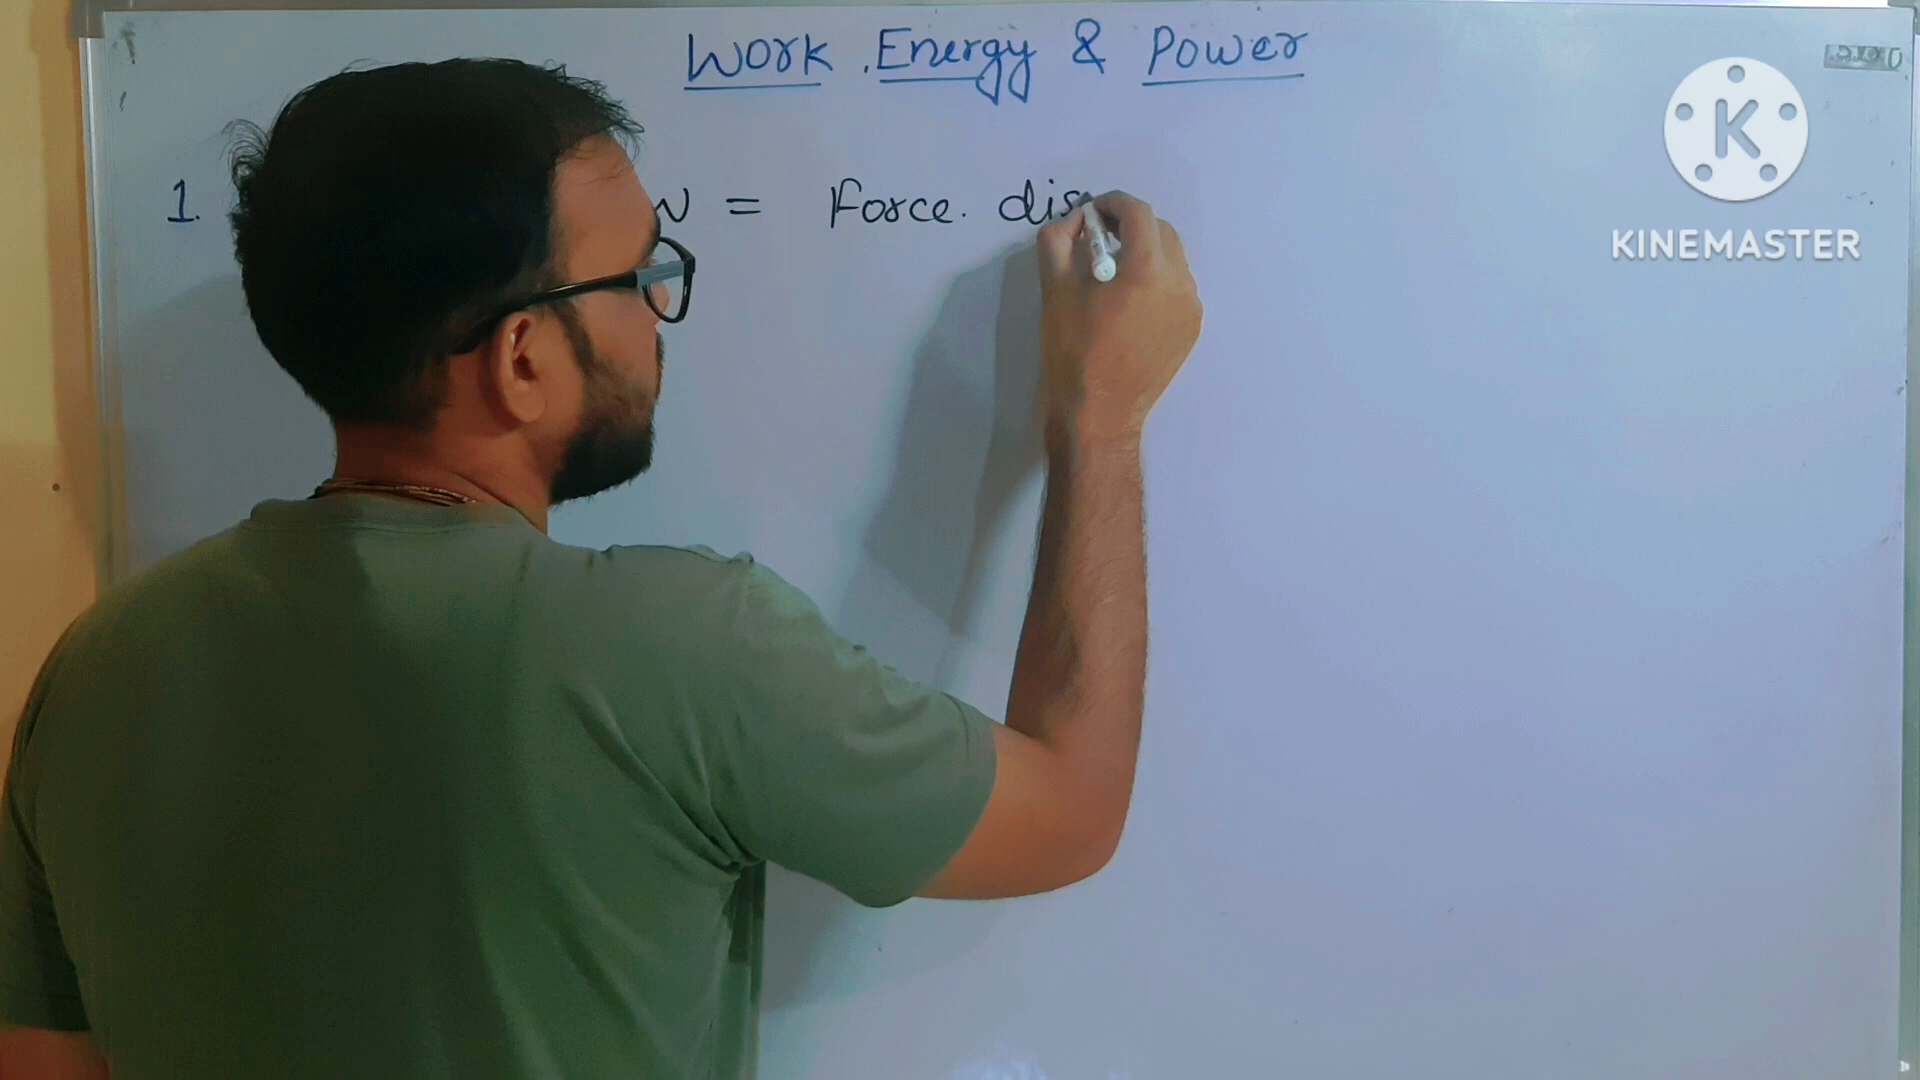 Work, Energy & Power
1. W = Force. dis
KINEMASTER